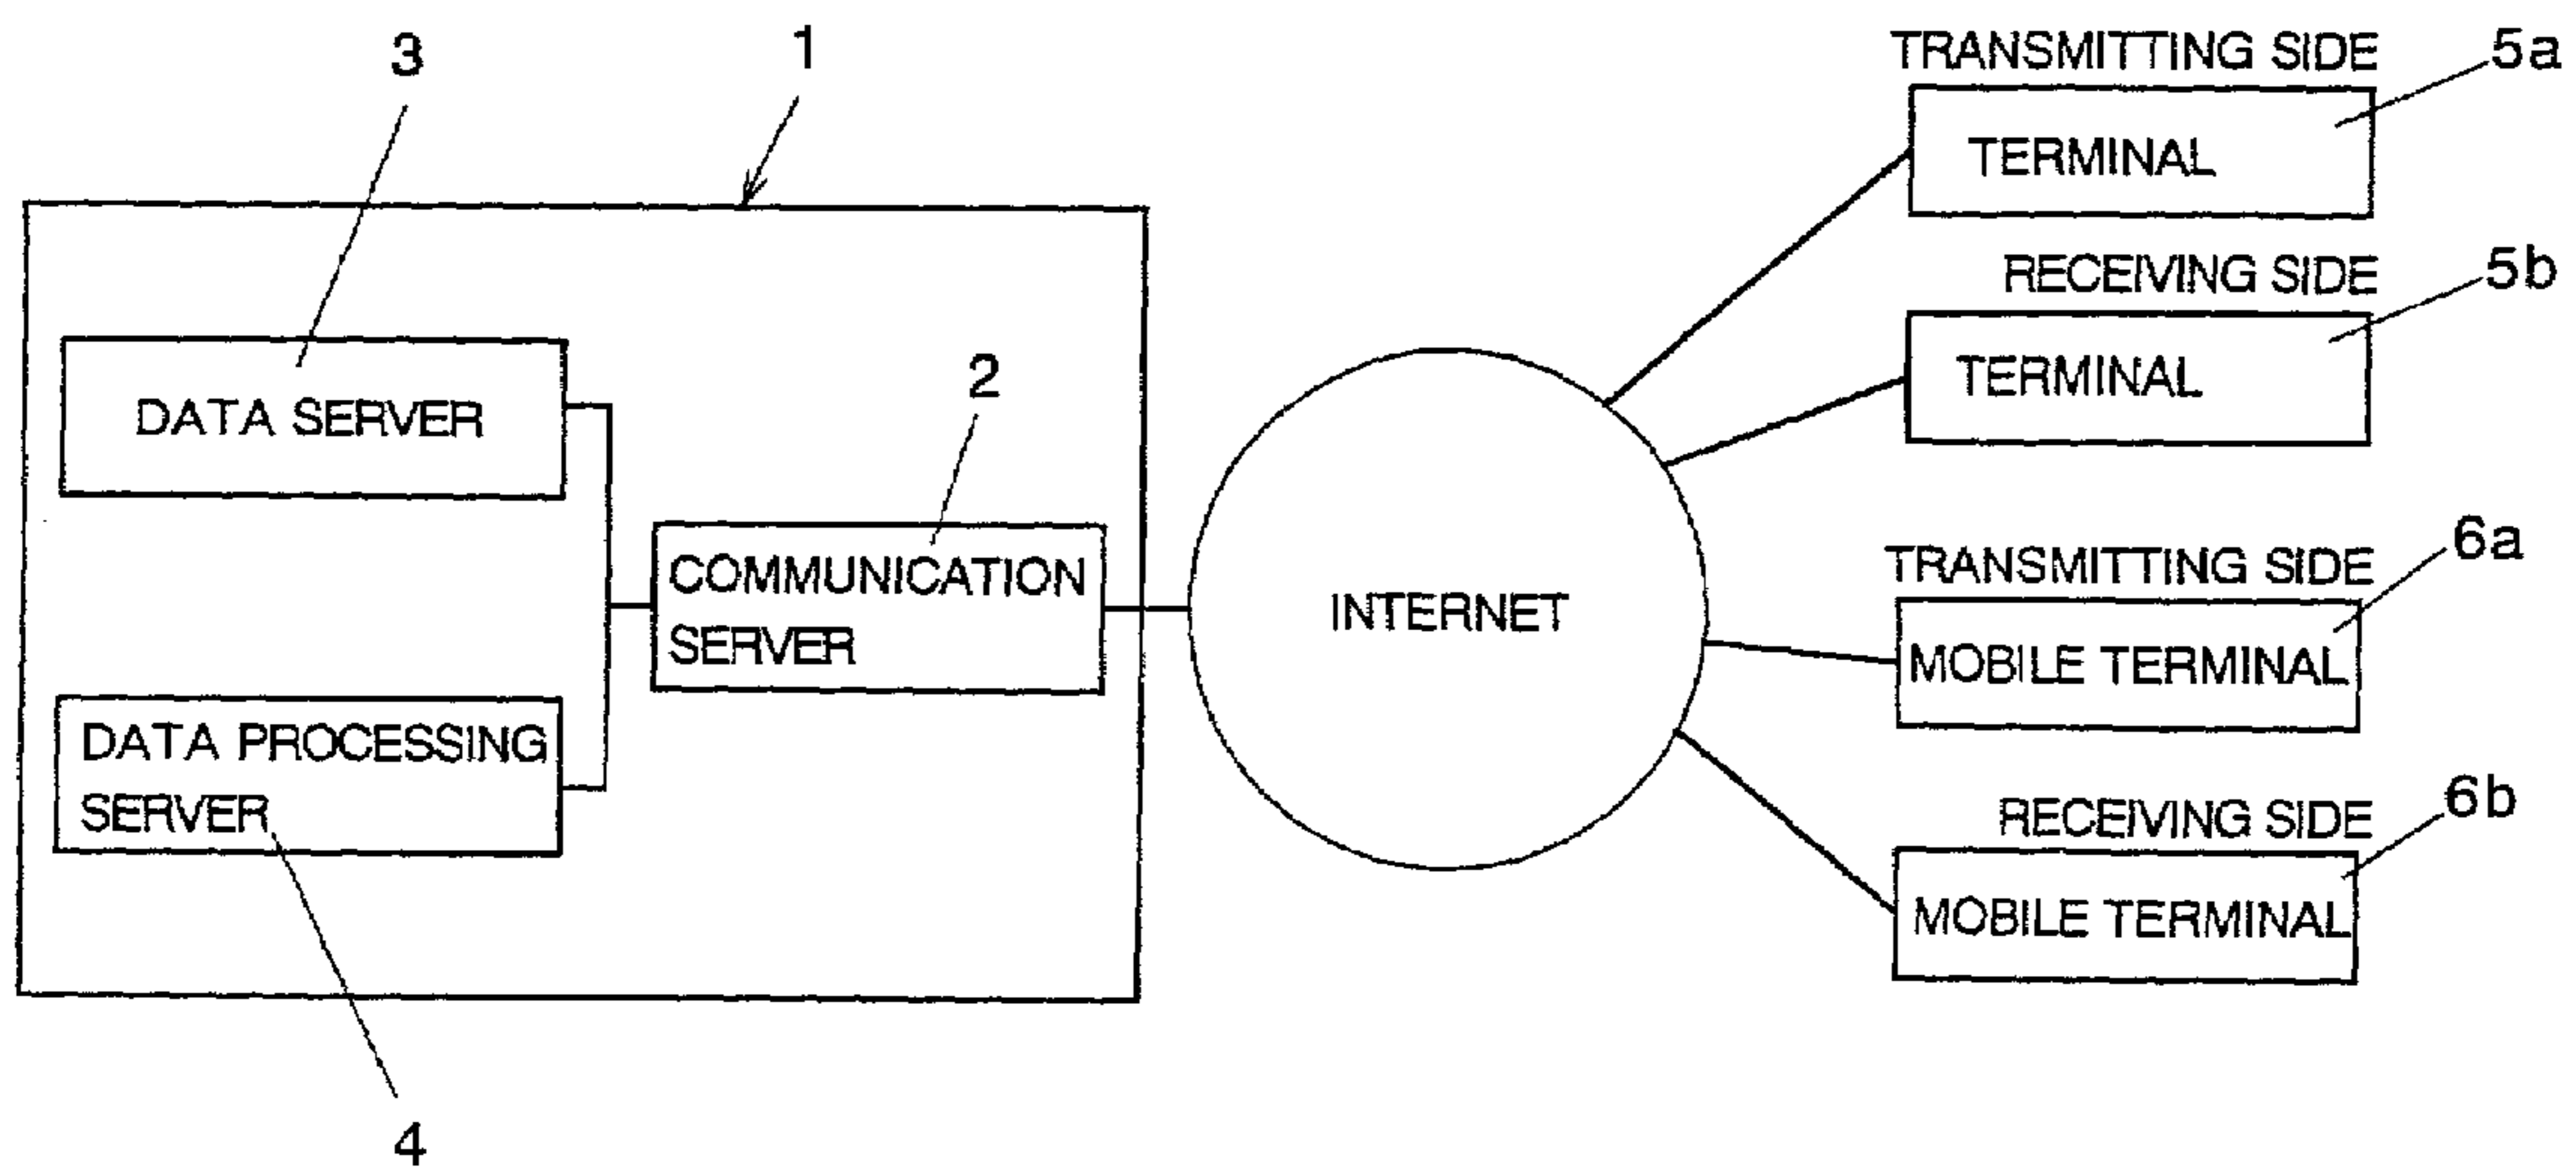 1
3
DATA SERVER
2
COMMUNICATION
SERVER
DATA PROCESSING
SERVER
4
INTERNET
TRANSMITTING SIDE
5a
TERMINAL
RECEIVING SIDE
5b
TERMINAL
TRANSMITTING SIDE
6a
MOBILE TERMINAL
RECEIVING SIDE
6b
MOBILE TERMINAL